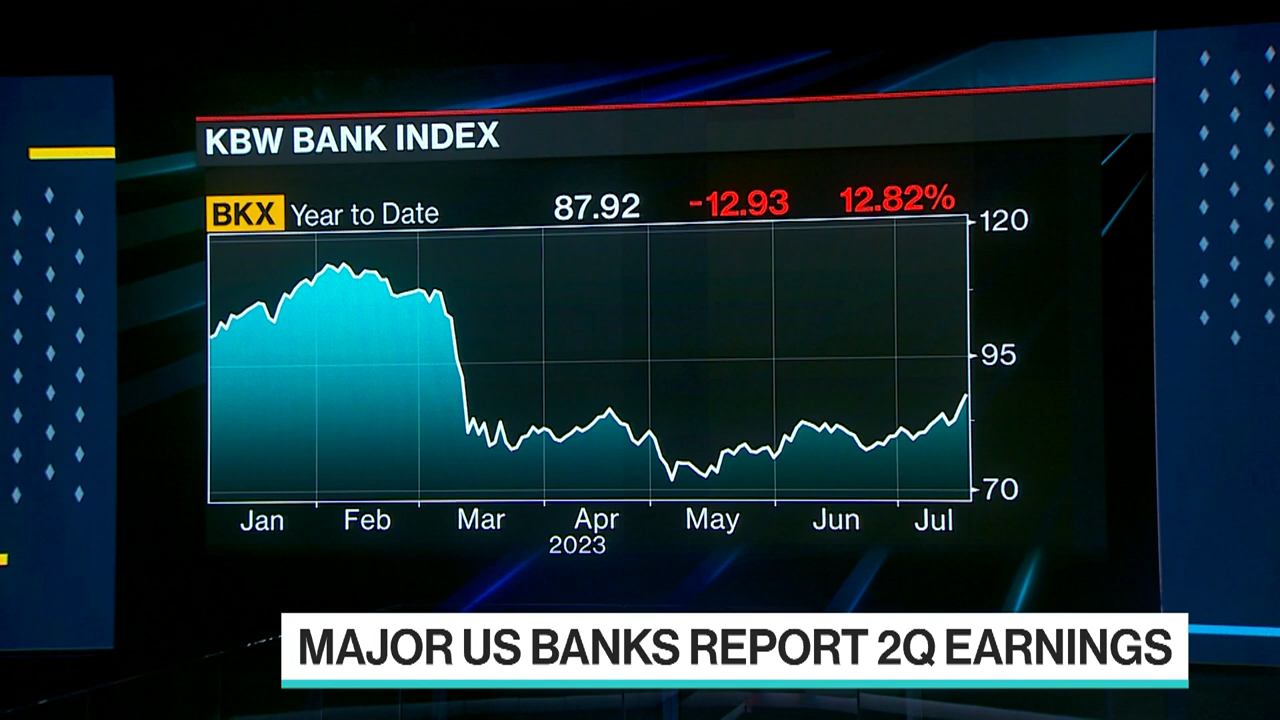 KBW BANK INDEX
BKX Year to Date 87.92 -12.93 12.82%
120
95
70
Jan Feb Mar Apr May Jun Jul
2023
MAJOR US BANKS REPORT 2Q EARNINGS